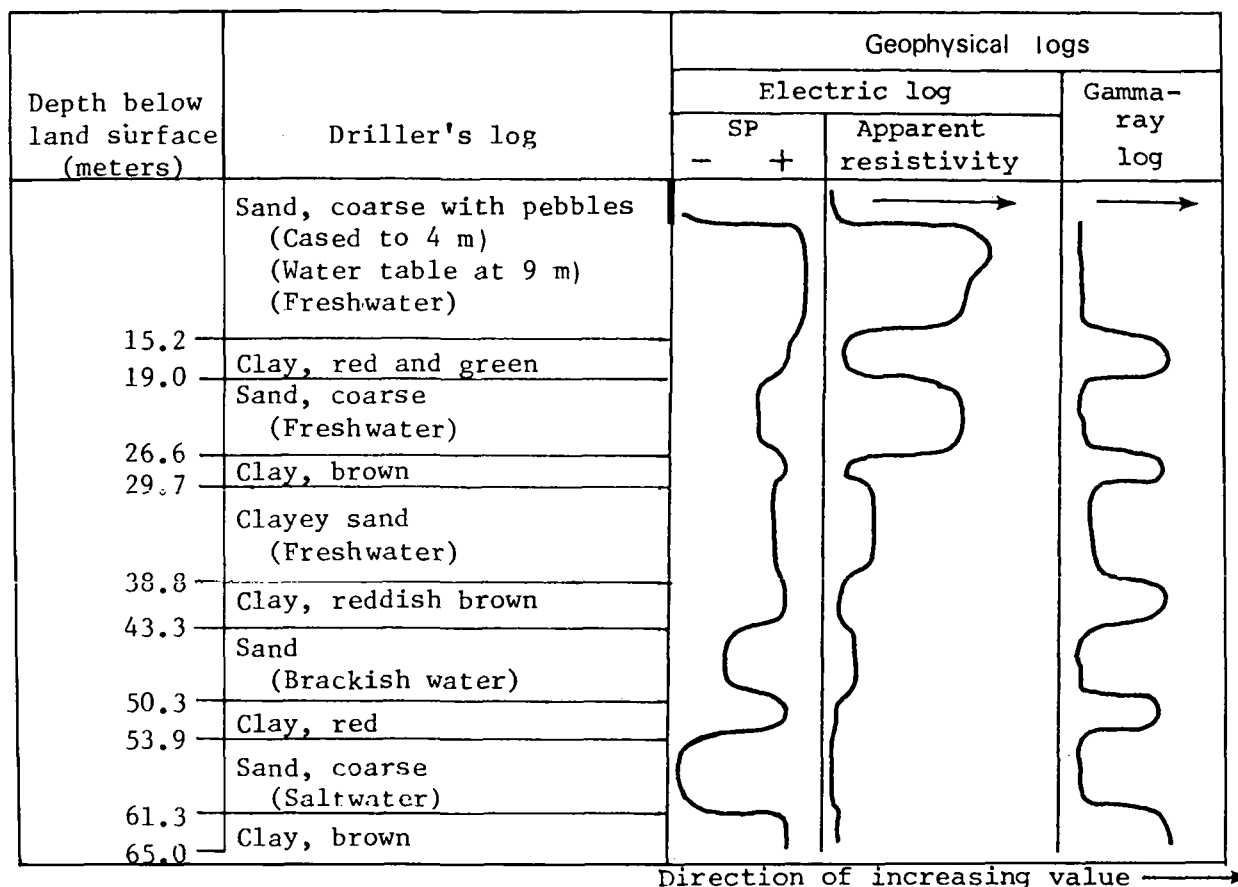 Geophysical logs
Depth below
land surface
(meters)
Driller's log
Electric log
SP
- +
Apparent
resistivity
Gamma-
ray
log
Sand, coarse with pebbles
(Cased to 4 m)
(Water table at 9 m)
(Freshwater)
15.2
Clay, red and green
19.0
Sand, coarse
(Freshwater)
26.6
Clay, brown
29.7
Clayey sand
(Freshwater)
38.8
Clay, reddish brown
43.3
Sand
(Brackish water)
50.3
Clay, red
53.9
Sand, coarse
(Saltwater)
61.3
Clay, brown
65.0
Direction of increasing value